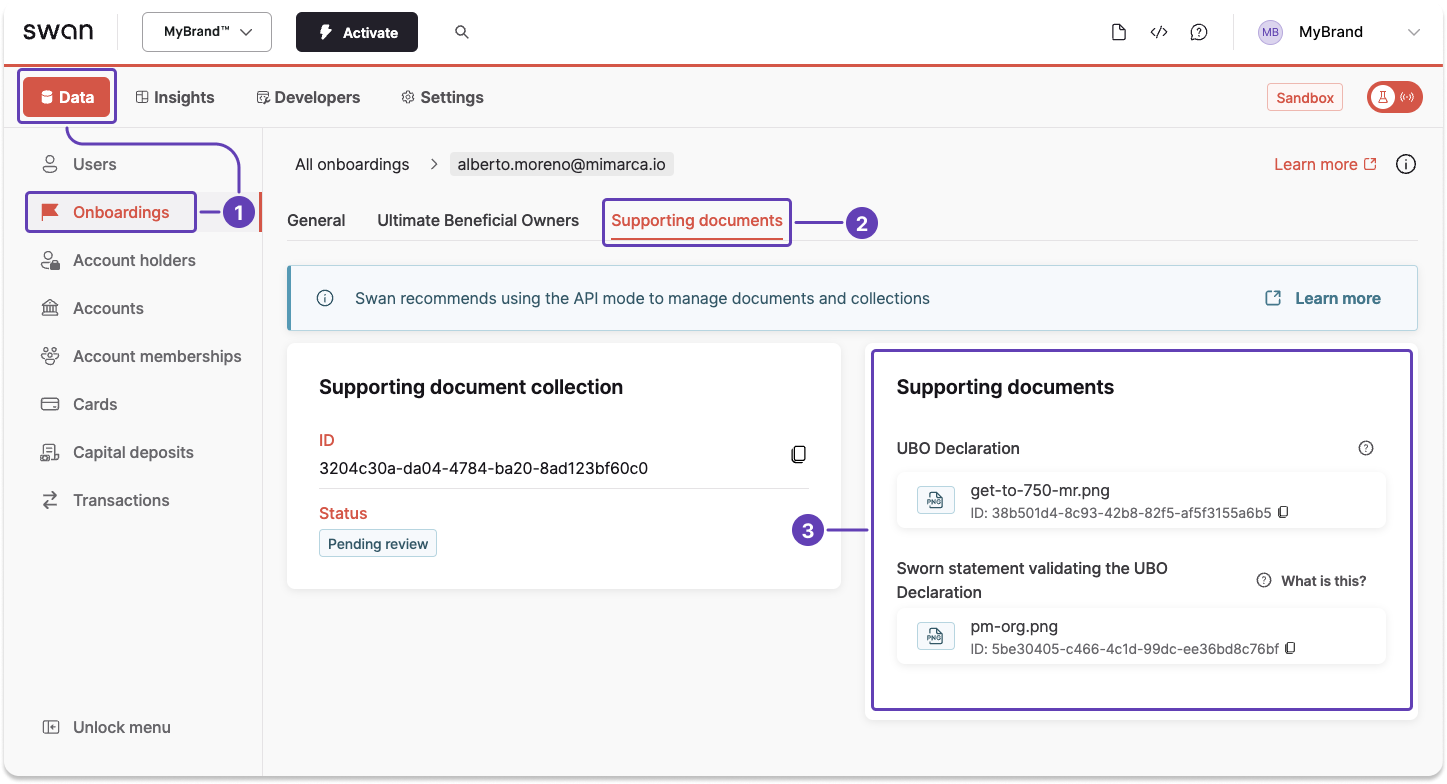 swan
MyBrand™
Activate
MB
MyBrand
Data
Insights
Developers
Settings
Sandbox
Users
Onboardings
1
Account holders
Accounts
Account memberships
Cards
Capital deposits
Transactions
Unlock menu
All onboardings
alberto.moreno@mimarca.io
Learn more
General
Ultimate Beneficial Owners
Supporting documents
2
Swan recommends using the API mode to manage documents and collections
Learn more
Supporting document collection
ID
3204c30a-da04-4784-ba20-8ad123bf60c0
Status
Pending review
3
Supporting documents
UBO Declaration
PNG
get-to-750-mr.png
ID: 38b501d4-8c93-42b8-82f5-af5f3155a6b5
Sworn statement validating the UBO
Declaration
What is this?
PNG
pm-org.png
ID: 5be30405-c466-4c1d-99dc-ee36bd8c76bf